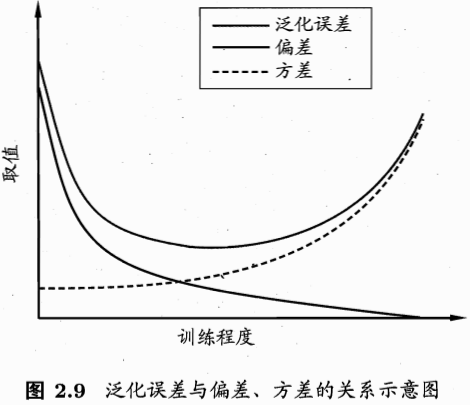 泛化误差
偏差
方差
取值
训练程度
图 2.9 泛化误差与偏差、方差的关系示意图